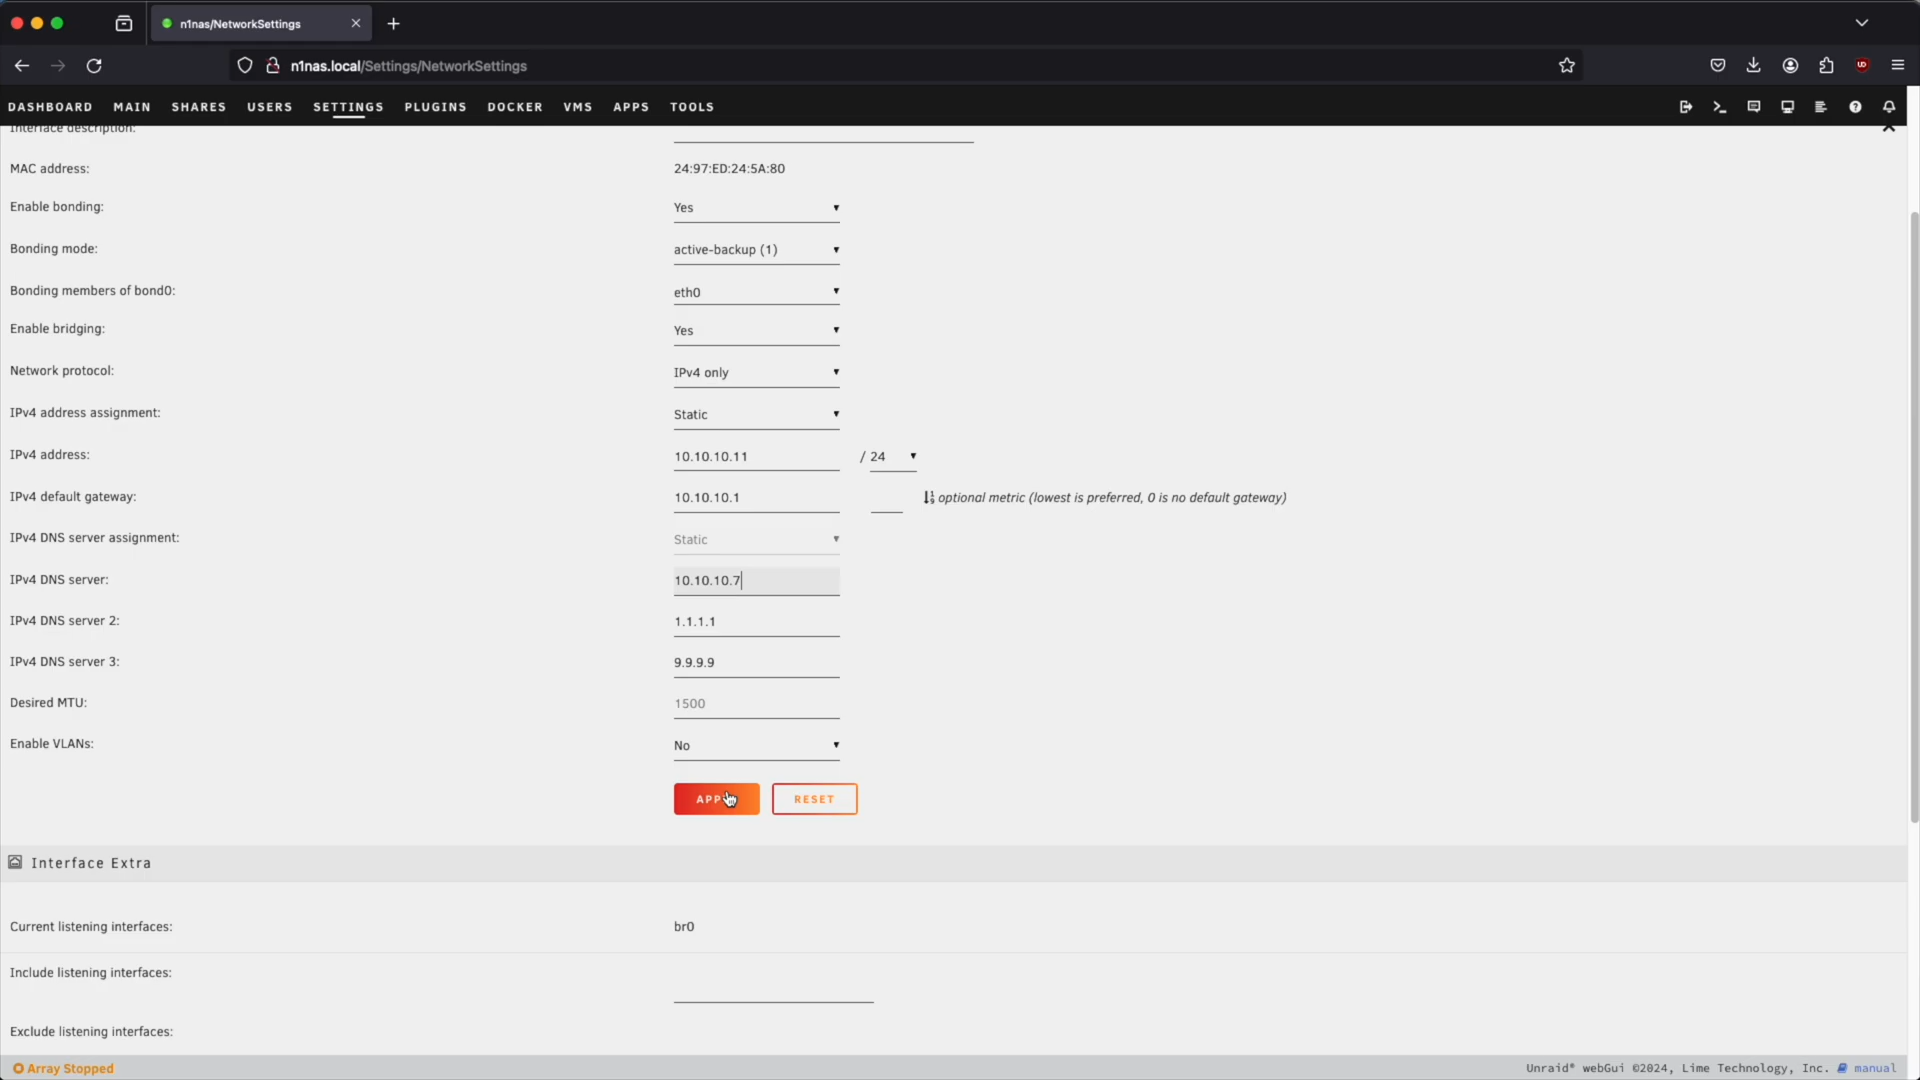 n1nas/NetworkSettings
n1nas.local/Settings/NetworkSettings
DASHBOARD MAIN SHARES USERS SETTINGS PLUGINS DOCKER VMS APPS TOOLS
Interface description:
MAC address: 24:97:ED:24:5A:80
Enable bonding: Yes
Bonding mode: active-backup (1)
Bonding members of bond0: eth0
Enable bridging: Yes
Network protocol: IPv4 only
IPv4 address assignment: Static
IPv4 address: 10.10.10.11 / 24
IPv4 default gateway: 10.10.10.1 optional metric (lowest is preferred, 0 is no default gateway)
IPv4 DNS server assignment: Static
IPv4 DNS server: 10.10.10.7
IPv4 DNS server 2: 1.1.1.1
IPv4 DNS server 3: 9.9.9.9
Desired MTU: 1500
Enable VLANs: No
RESET
Interface Extra
Current listening interfaces: br0
Include listening interfaces:
Exclude listening interfaces:
Array Stopped Unraid® webGui ©2024, Lime Technology, Inc. manual